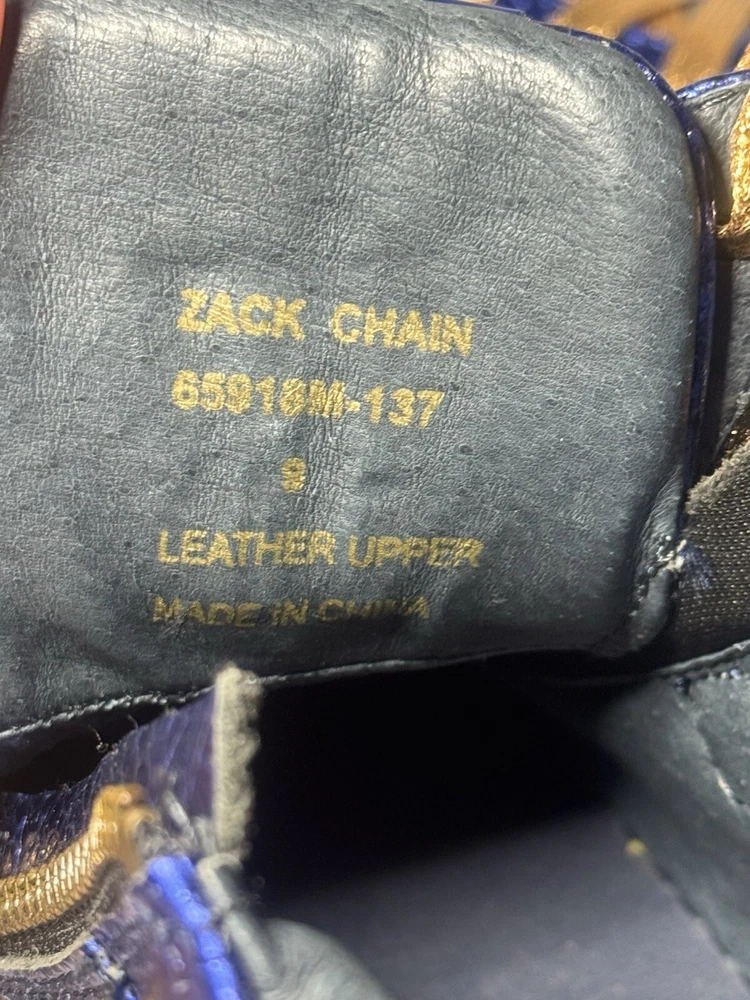 ZACK CHAIN
65918M-137
9
LEATHER UPPER
MADE IN CHINA